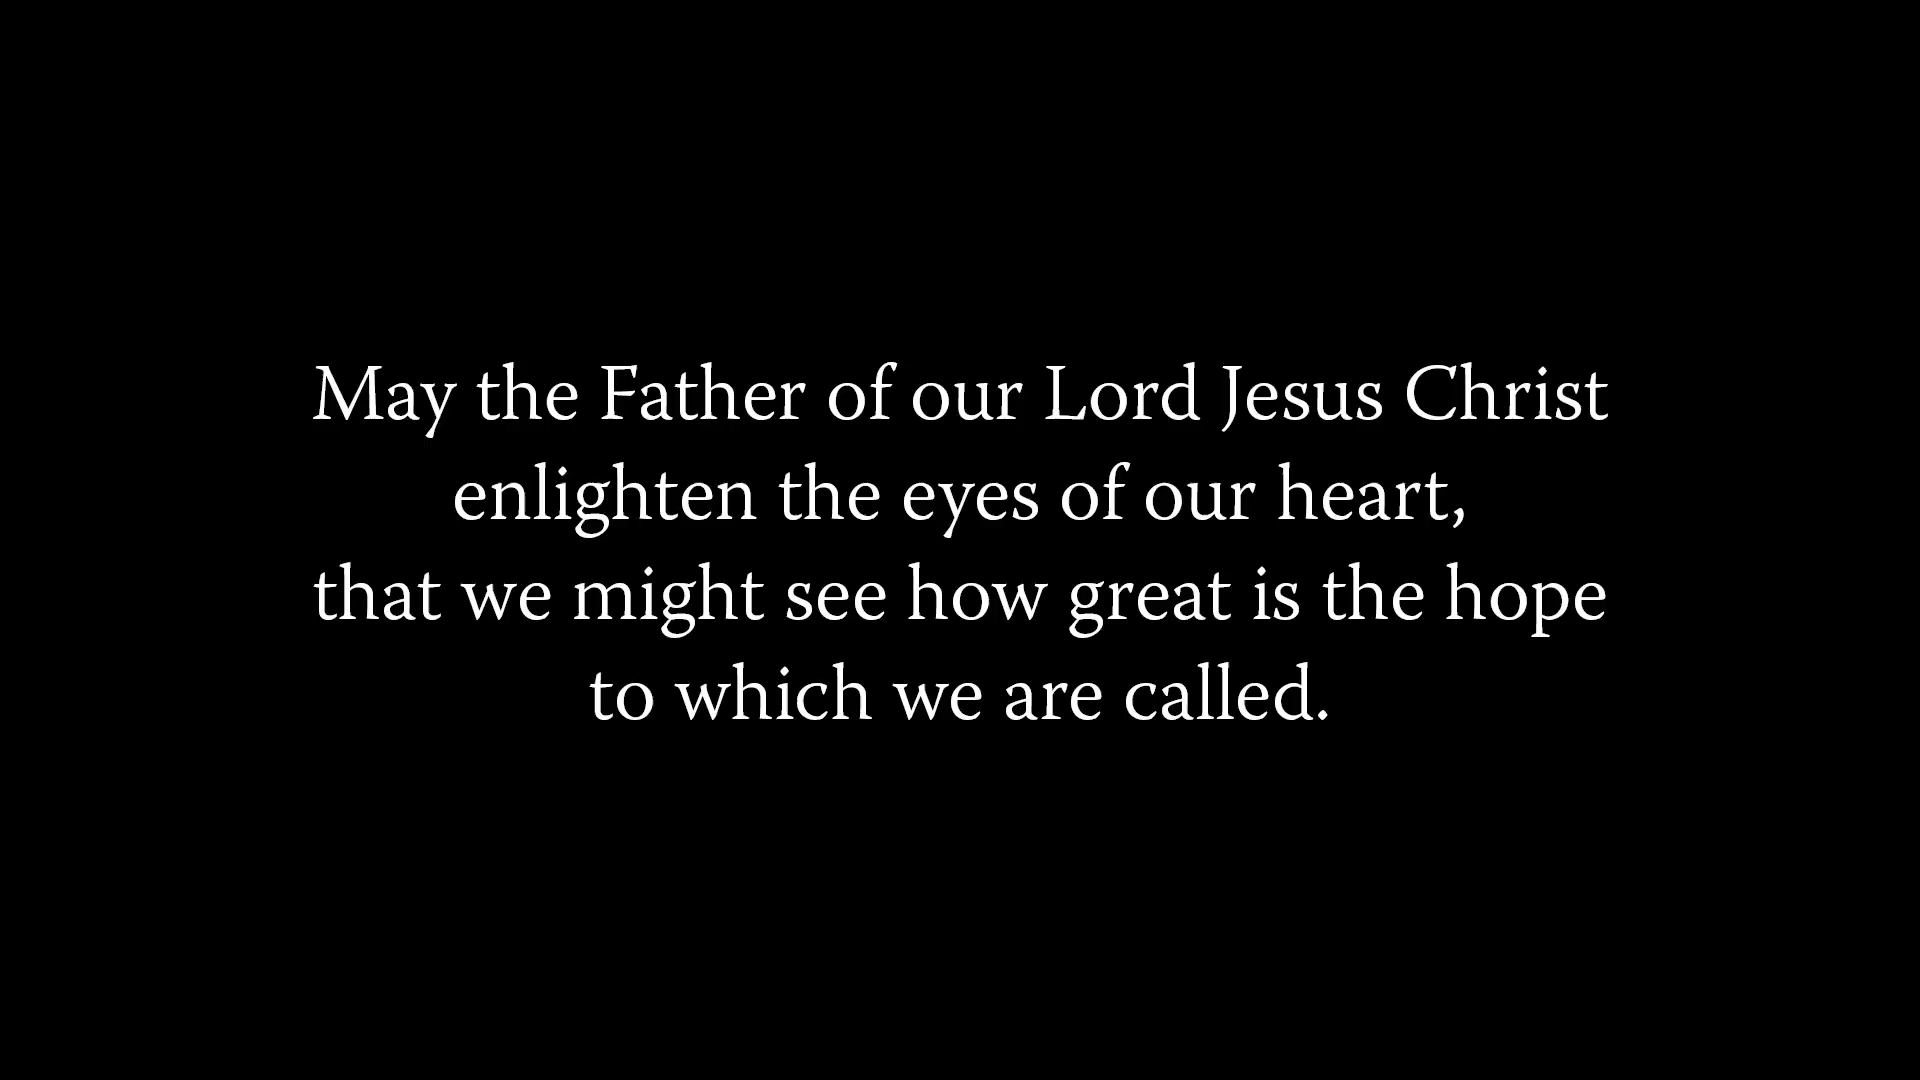 May the Father of our Lord Jesus Christ
enlighten the eyes of our heart,
that we might see how great is the hope
to which we are called.